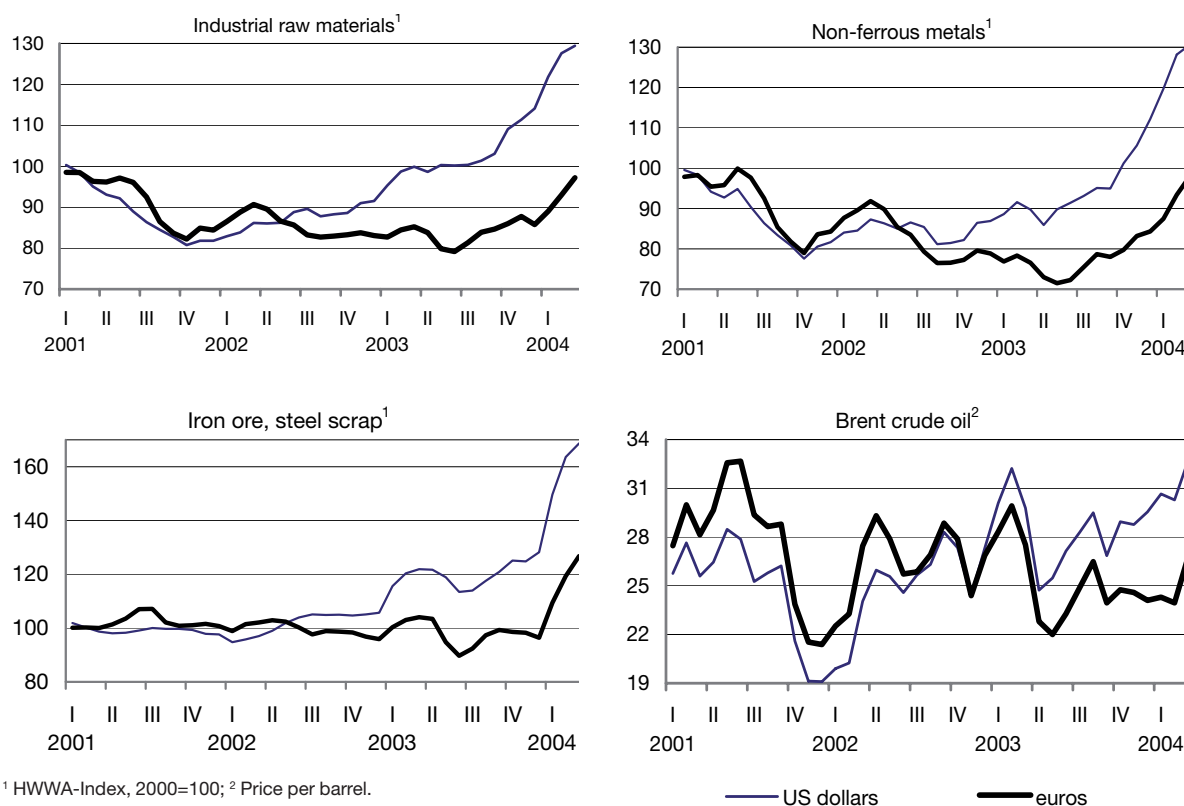 Industrial raw materials¹
130
120
110
100
90
80
70
I II III IV I II III IV I II III IV I
2001 2002 2003 2004
Non-ferrous metals¹
130
120
110
100
90
80
70
I II III IV I II III IV I II III IV I
2001 2002 2003 2004
Iron ore, steel scrap¹
160
140
120
100
80
I II III IV I II III IV I II III IV I
2001 2002 2003 2004
Brent crude oil²
34
31
28
25
22
19
I II III IV I II III IV I II III IV I
2001 2002 2003 2004
¹ HWWA-Index, 2000=100; ² Price per barrel.
US dollars euros